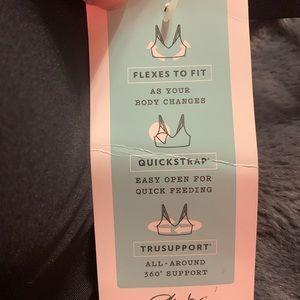 FLEXES TO FIT
AS YOUR
BODY CHANGES
QUICKSTRAP®
EASY OPEN FOR
QUICK FEEDING
TRUSUPPORT®
ALL-AROUND
360° SUPPORT